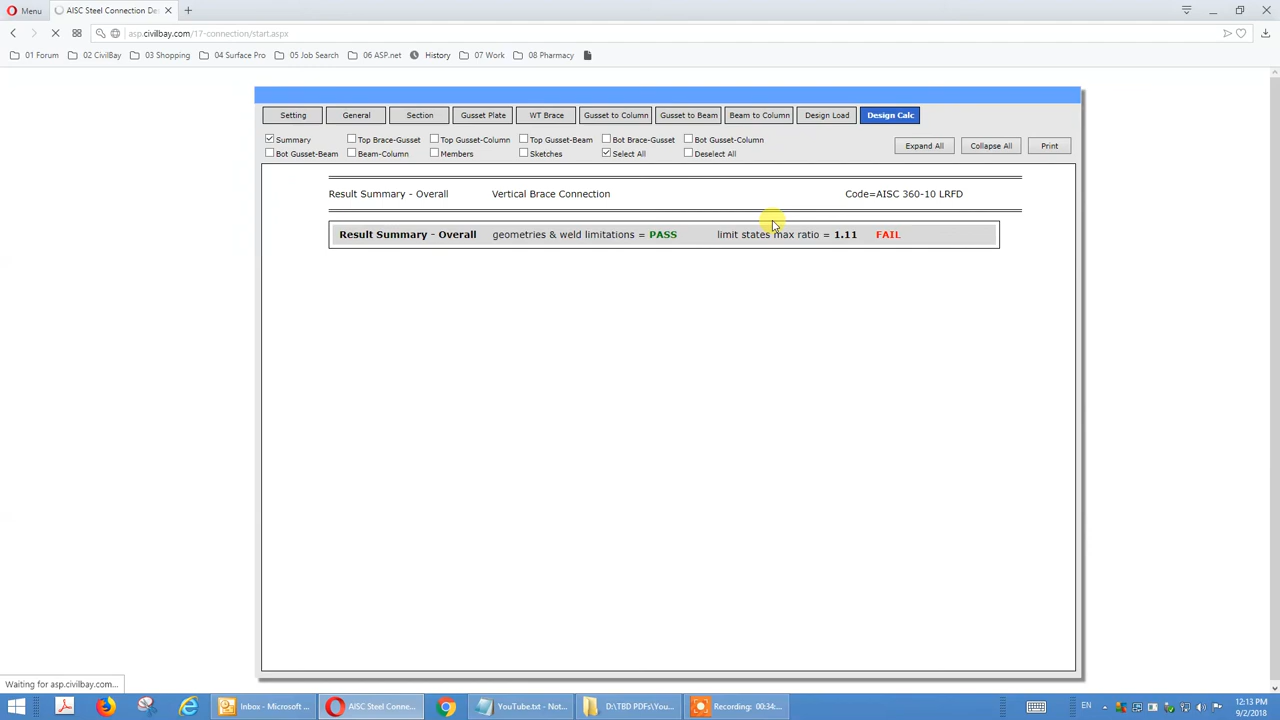 Menu
AISC Steel Connection De
asp.civilbay.com/17-connection/start.aspx
01 Forum 02 CivilBay 03 Shopping 04 Surface Pro 05 Job Search 06 ASP.net History 07 Work 08 Pharmacy
Setting General Section Gusset Plate WT Brace Gusset to Column Gusset to Beam Beam to Column Design Load Design Calc
Summary Top Brace-Gusset Top Gusset-Column Top Gusset-Beam Bot Brace-Gusset Bot Gusset-Column
Bot Gusset-Beam Beam-Column Members Sketches Select All Deselect All
Expand All Collapse All Print
Result Summary - Overall Vertical Brace Connection Code=AISC 360-10 LRFD
Result Summary - Overall geometries & weld limitations = PASS limit states max ratio = 1.11 FAIL
Waiting for asp.civilbay.com...
Inbox - Microsoft ... AISC Steel Conne... YouTube.txt - Not... D:\TBD PDFs\You... Recording: 00:34:...
EN
12:13 PM
9/2/2018